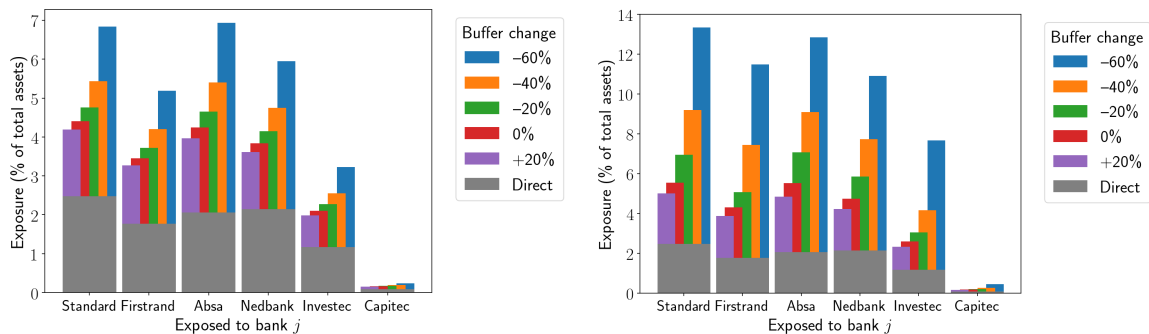 Exposure (% of total assets)
7
6
5
4
3
2
1
0
Standard Firstrand Absa Nedbank Investec Capitec
Exposed to bank j
Buffer change
−60%
−40%
−20%
0%
+20%
Direct
Exposure (% of total assets)
14
12
10
8
6
4
2
0
Standard Firstrand Absa Nedbank Investec Capitec
Exposed to bank j
Buffer change
−60%
−40%
−20%
0%
+20%
Direct